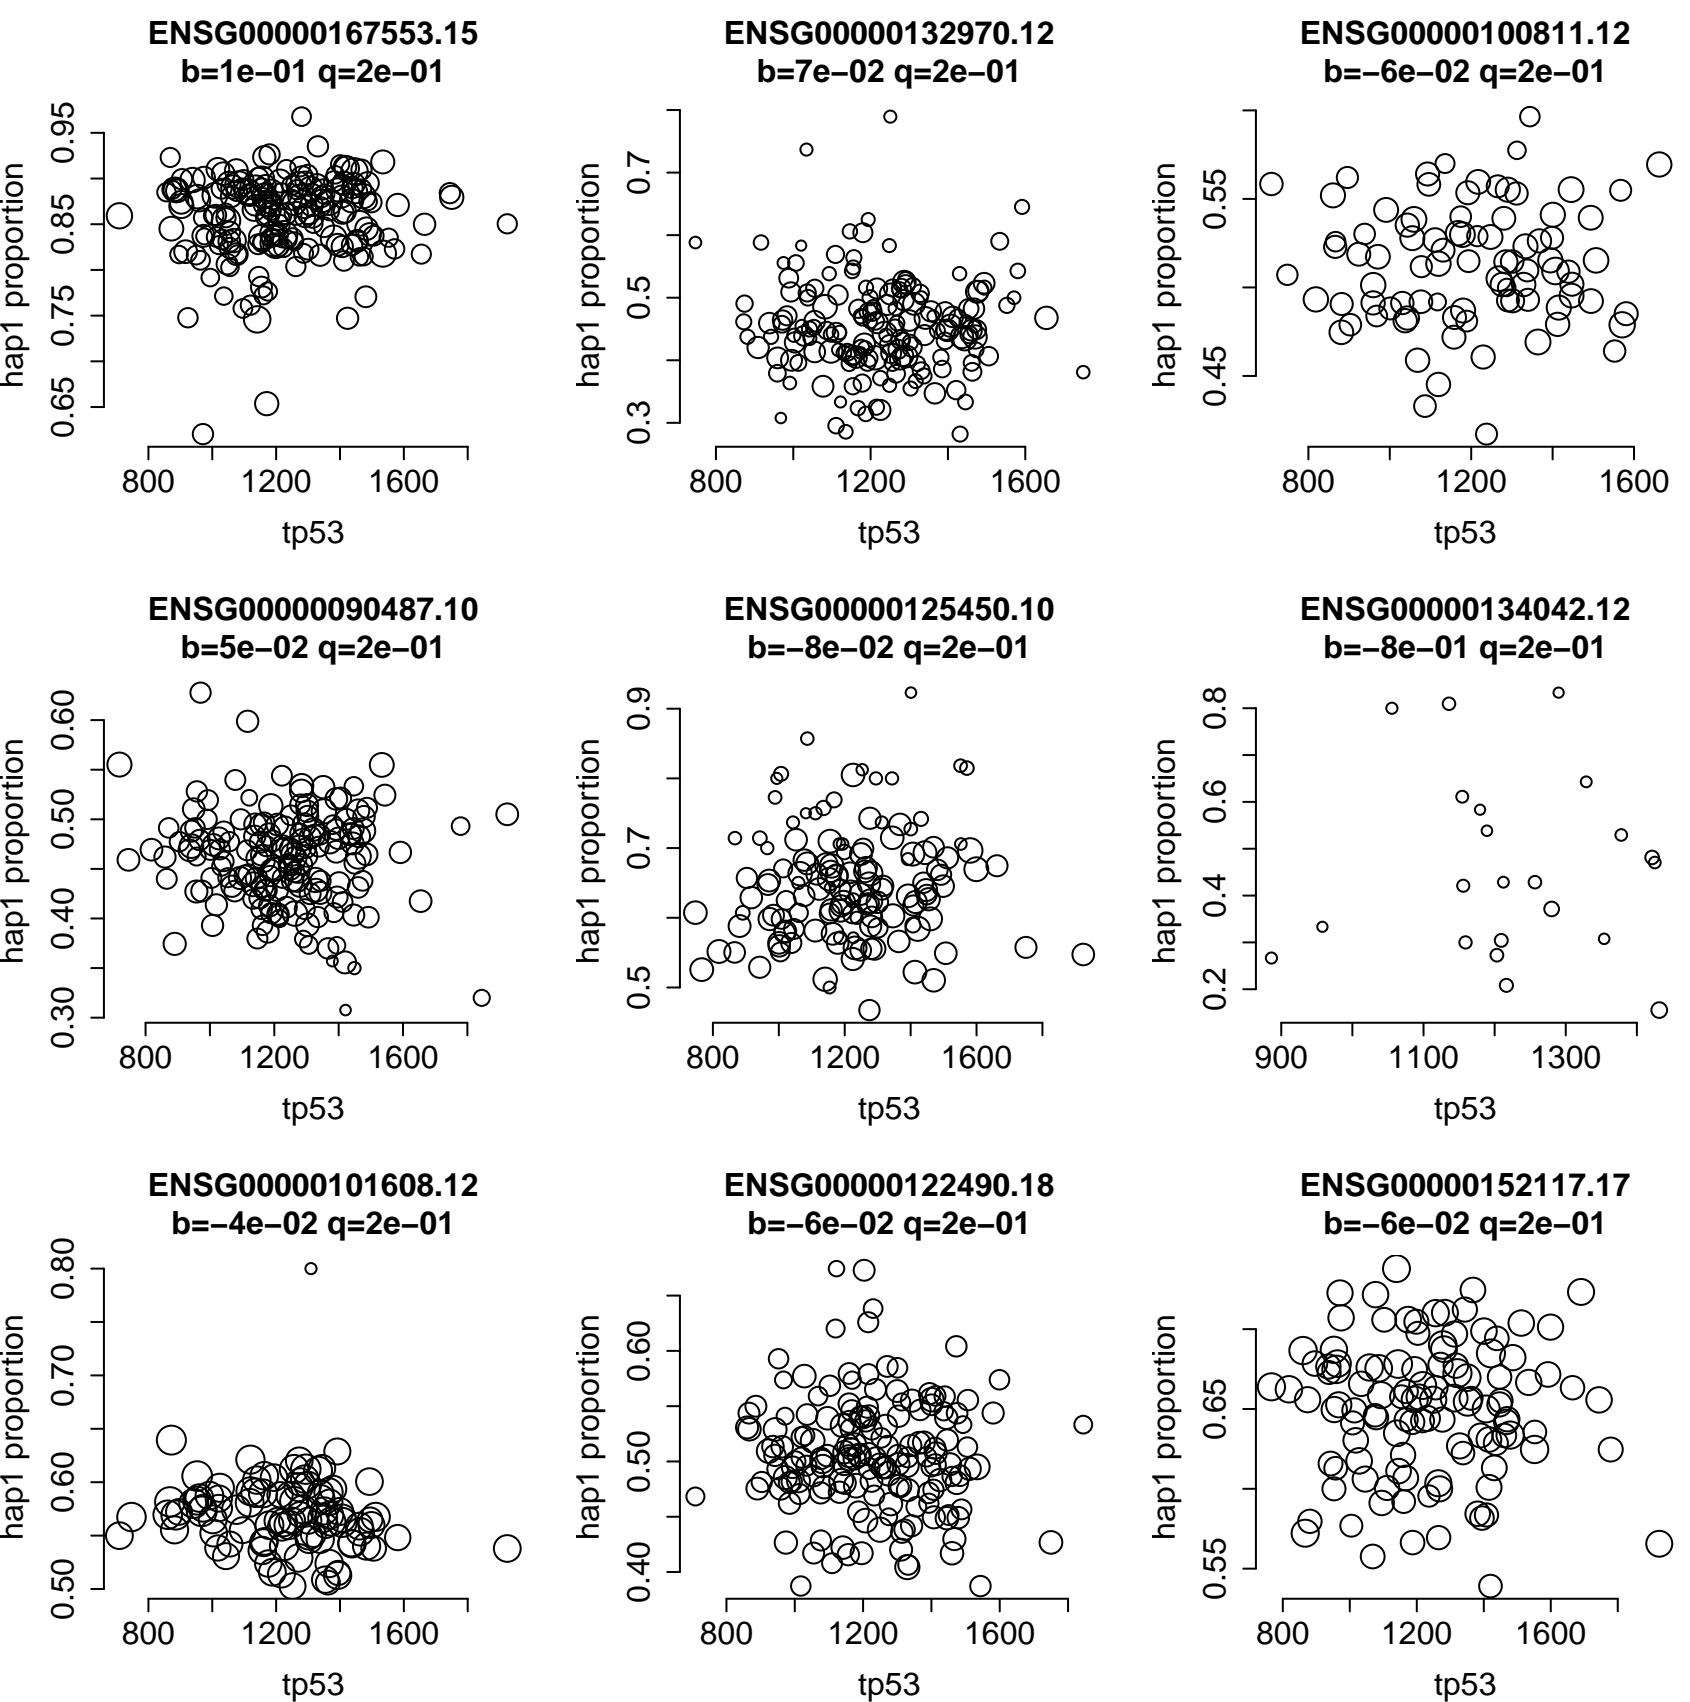 ENSG00000167553.15
b=1e−01 q=2e−01
hap1 proportion
0.65 0.75 0.85 0.95
800 1200 1600
tp53
ENSG00000132970.12
b=7e−02 q=2e−01
hap1 proportion
0.3 0.5 0.7
800 1200 1600
tp53
ENSG00000100811.12
b=−6e−02 q=2e−01
hap1 proportion
0.45 0.55
800 1200 1600
tp53
ENSG00000090487.10
b=5e−02 q=2e−01
hap1 proportion
0.30 0.40 0.50 0.60
800 1200 1600
tp53
ENSG00000125450.10
b=−8e−02 q=2e−01
hap1 proportion
0.5 0.7 0.9
800 1200 1600
tp53
ENSG00000134042.12
b=−8e−01 q=2e−01
hap1 proportion
0.2 0.4 0.6 0.8
900 1100 1300
tp53
ENSG00000101608.12
b=−4e−02 q=2e−01
hap1 proportion
0.50 0.60 0.70 0.80
800 1200 1600
tp53
ENSG00000122490.18
b=−6e−02 q=2e−01
hap1 proportion
0.40 0.50 0.60
800 1200 1600
tp53
ENSG00000152117.17
b=−6e−02 q=2e−01
hap1 proportion
0.55 0.65
800 1200 1600
tp53